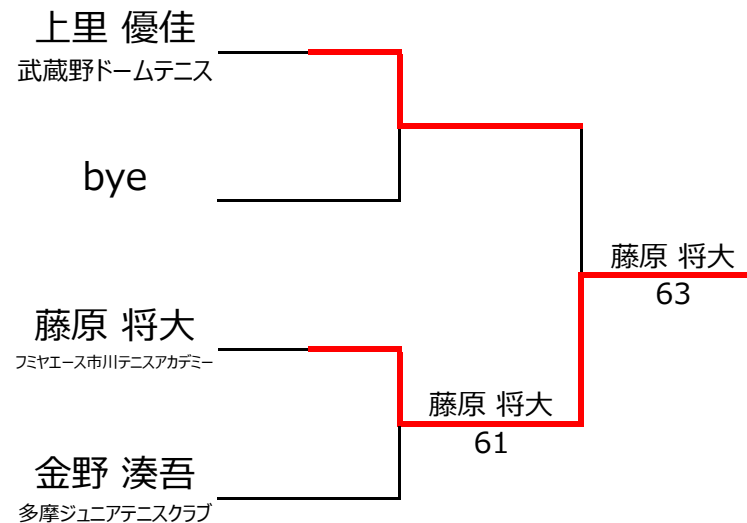 上里 優佳
武蔵野ドームテニス
bye
藤原 将大
フミヤエース市川テニスアカデミー
金野 湊吾
多摩ジュニアテニスクラブ
藤原 将大
61
藤原 将大
63